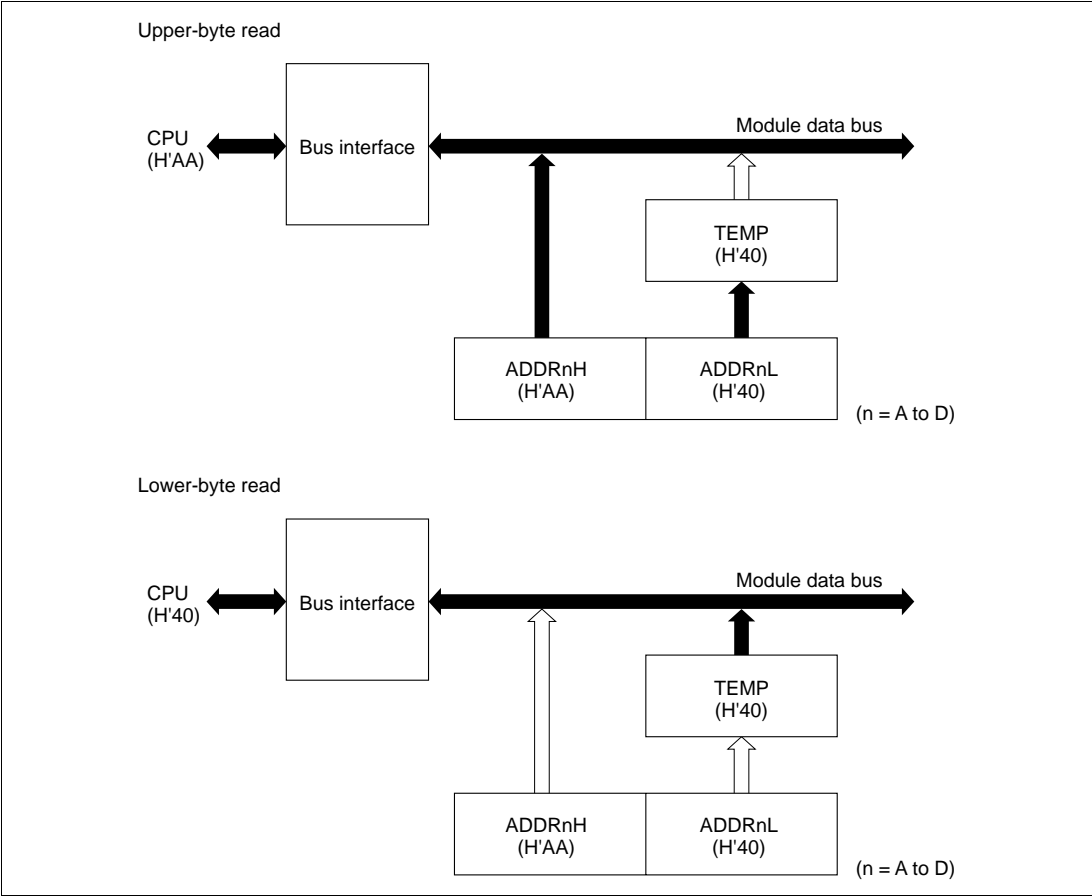 Upper-byte read
Module data bus
CPU
(H'AA)
Bus interface
TEMP
(H'40)
ADDRnH
(H'AA)
ADDRnL
(H'40)
(n = A to D)
Lower-byte read
Module data bus
CPU
(H'40)
Bus interface
TEMP
(H'40)
ADDRnH
(H'AA)
ADDRnL
(H'40)
(n = A to D)